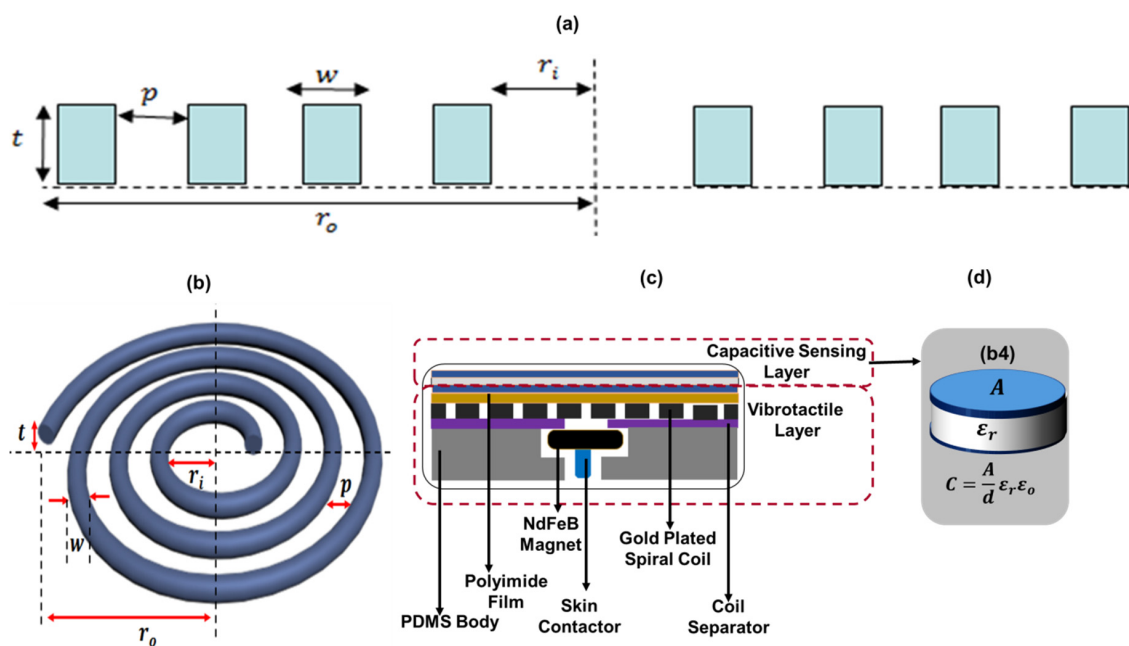 (a)
w
r_i
p
t
r_o
(b)
t
r_i
p
w
r_o
(c)
Capacitive Sensing
Layer
Vibrotactile
Layer
NdFeB
Magnet
Gold Plated
Spiral Coil
Polyimide
Film
Skin
Contactor
Coil
Separator
PDMS Body
(d)
(b4)
A
ε_r
C = A/d ε_r ε_o